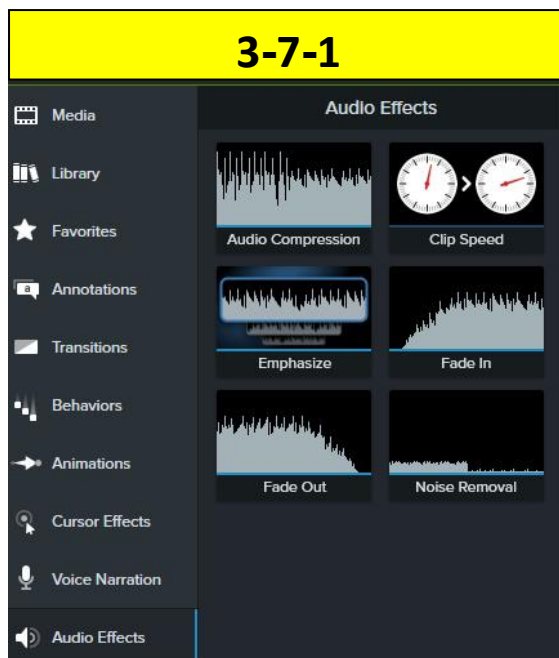 3-7-1
Media
Library
Favorites
a
Annotations
Transitions
Behaviors
Animations
Cursor Effects
Voice Narration
Audio Effects
Audio Effects
Audio Compression
Clip Speed
Emphasize
Fade In
Fade Out
Noise Removal